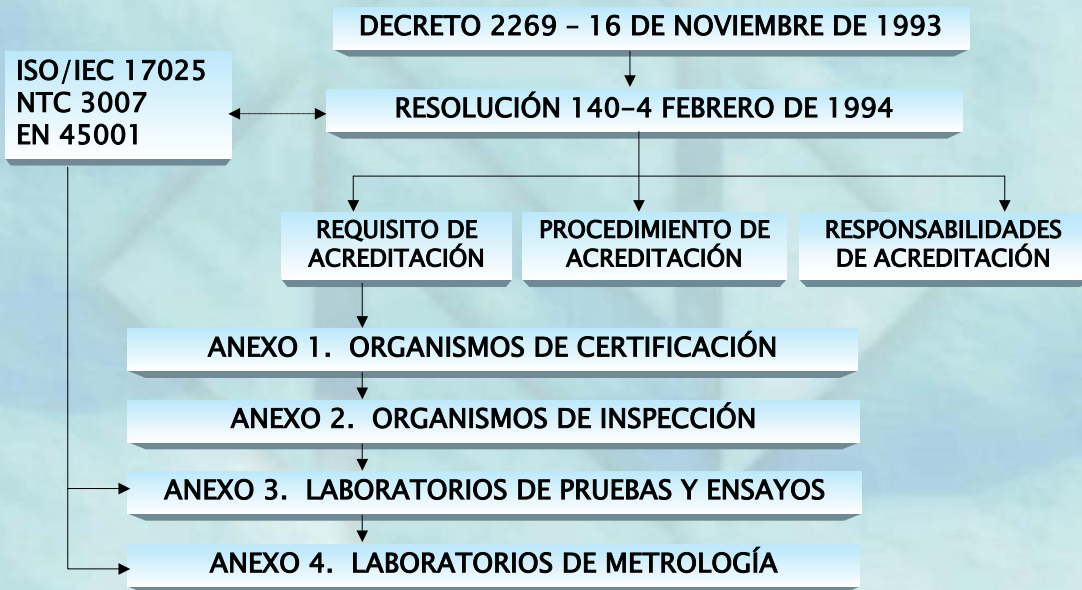 DECRETO 2269 – 16 DE NOVIEMBRE DE 1993
ISO/IEC 17025
NTC 3007
EN 45001
RESOLUCIÓN 140–4 FEBRERO DE 1994
REQUISITO DE
ACREDITACIÓN
PROCEDIMIENTO DE
ACREDITACIÓN
RESPONSABILIDADES
DE ACREDITACIÓN
ANEXO 1. ORGANISMOS DE CERTIFICACIÓN
ANEXO 2. ORGANISMOS DE INSPECCIÓN
ANEXO 3. LABORATORIOS DE PRUEBAS Y ENSAYOS
ANEXO 4. LABORATORIOS DE METROLOGÍA